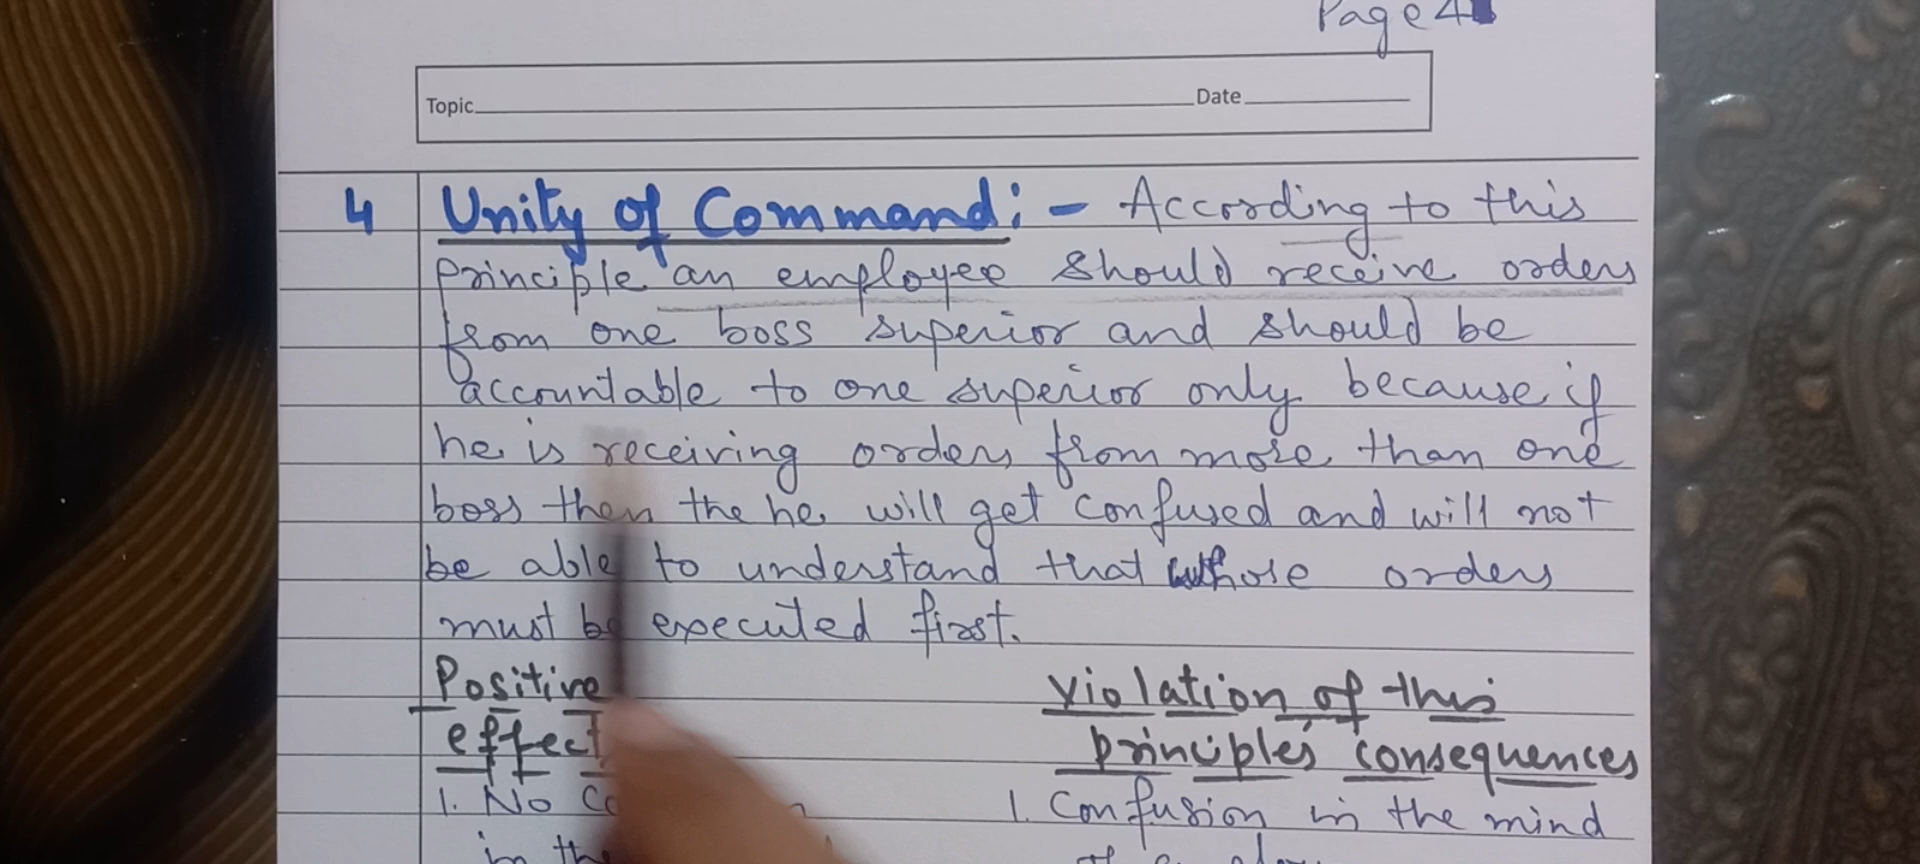 Page 4
Topic Date
4 Unity of Command :- According to this
principle an employee should receive orders
from one boss superior and should be
accountable to one superior only because if
he is receiving orders from more than one
boss then the he will get confused and will not
be able to understand that whose orders
must be executed first.
Positive
effect
1. No
in
violation of this
principles' consequences
1. Confusion in the mind
of